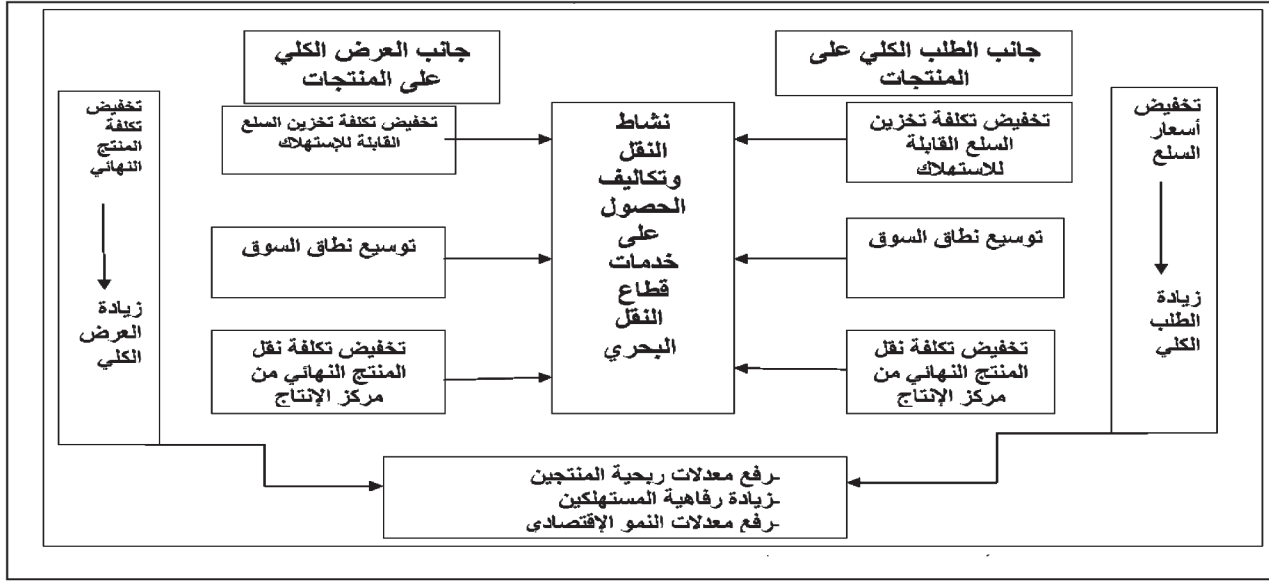 جانب الطلب الكلي على
المنتجات
جانب العرض الكلي
على المنتجات
تخفيض
أسعار
السلع
زيادة
الطلب
الكلي
تخفيض تكلفة تخزين
السلع القابلة
للاستهلاك
توسيع نطاق السوق
تخفيض تكلفة نقل
المنتج النهائي من
مركز الإنتاج
نشاط
النقل
وتكاليف
الحصول
على
خدمات
قطاع
النقل
البحري
تخفيض تكلفة تخزين السلع
القابلة للإستهلاك
توسيع نطاق السوق
تخفيض تكلفة نقل
المنتج النهائي من
مركز الإنتاج
تخفيض
تكلفة
المنتج
النهائي
زيادة
العرض
الكلي
-رفع معدلات ربحية المنتجين
-زيادة رفاهية المستهلكين
-رفع معدلات النمو الإقتصادي